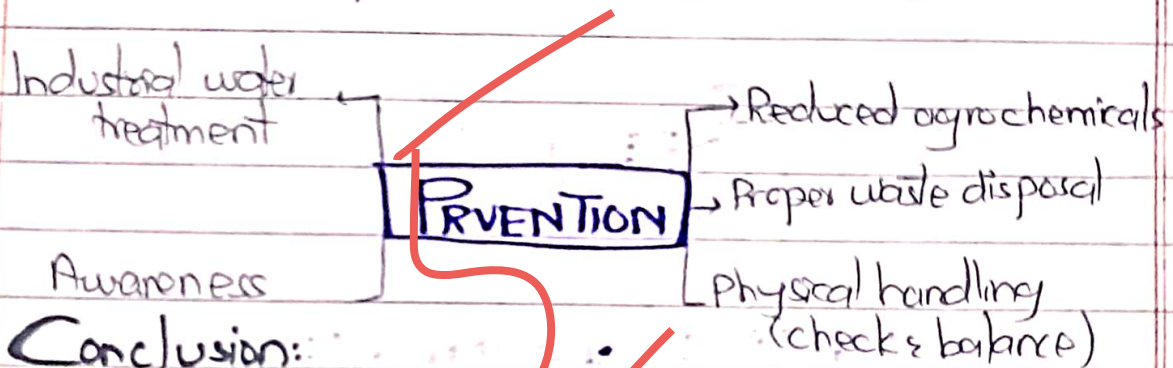 Industrial water
treatment
Reduced agrochemicals
PRVENTION
Proper waste disposal
Awareness
Physical handling
(check & balance)
Conclusion: